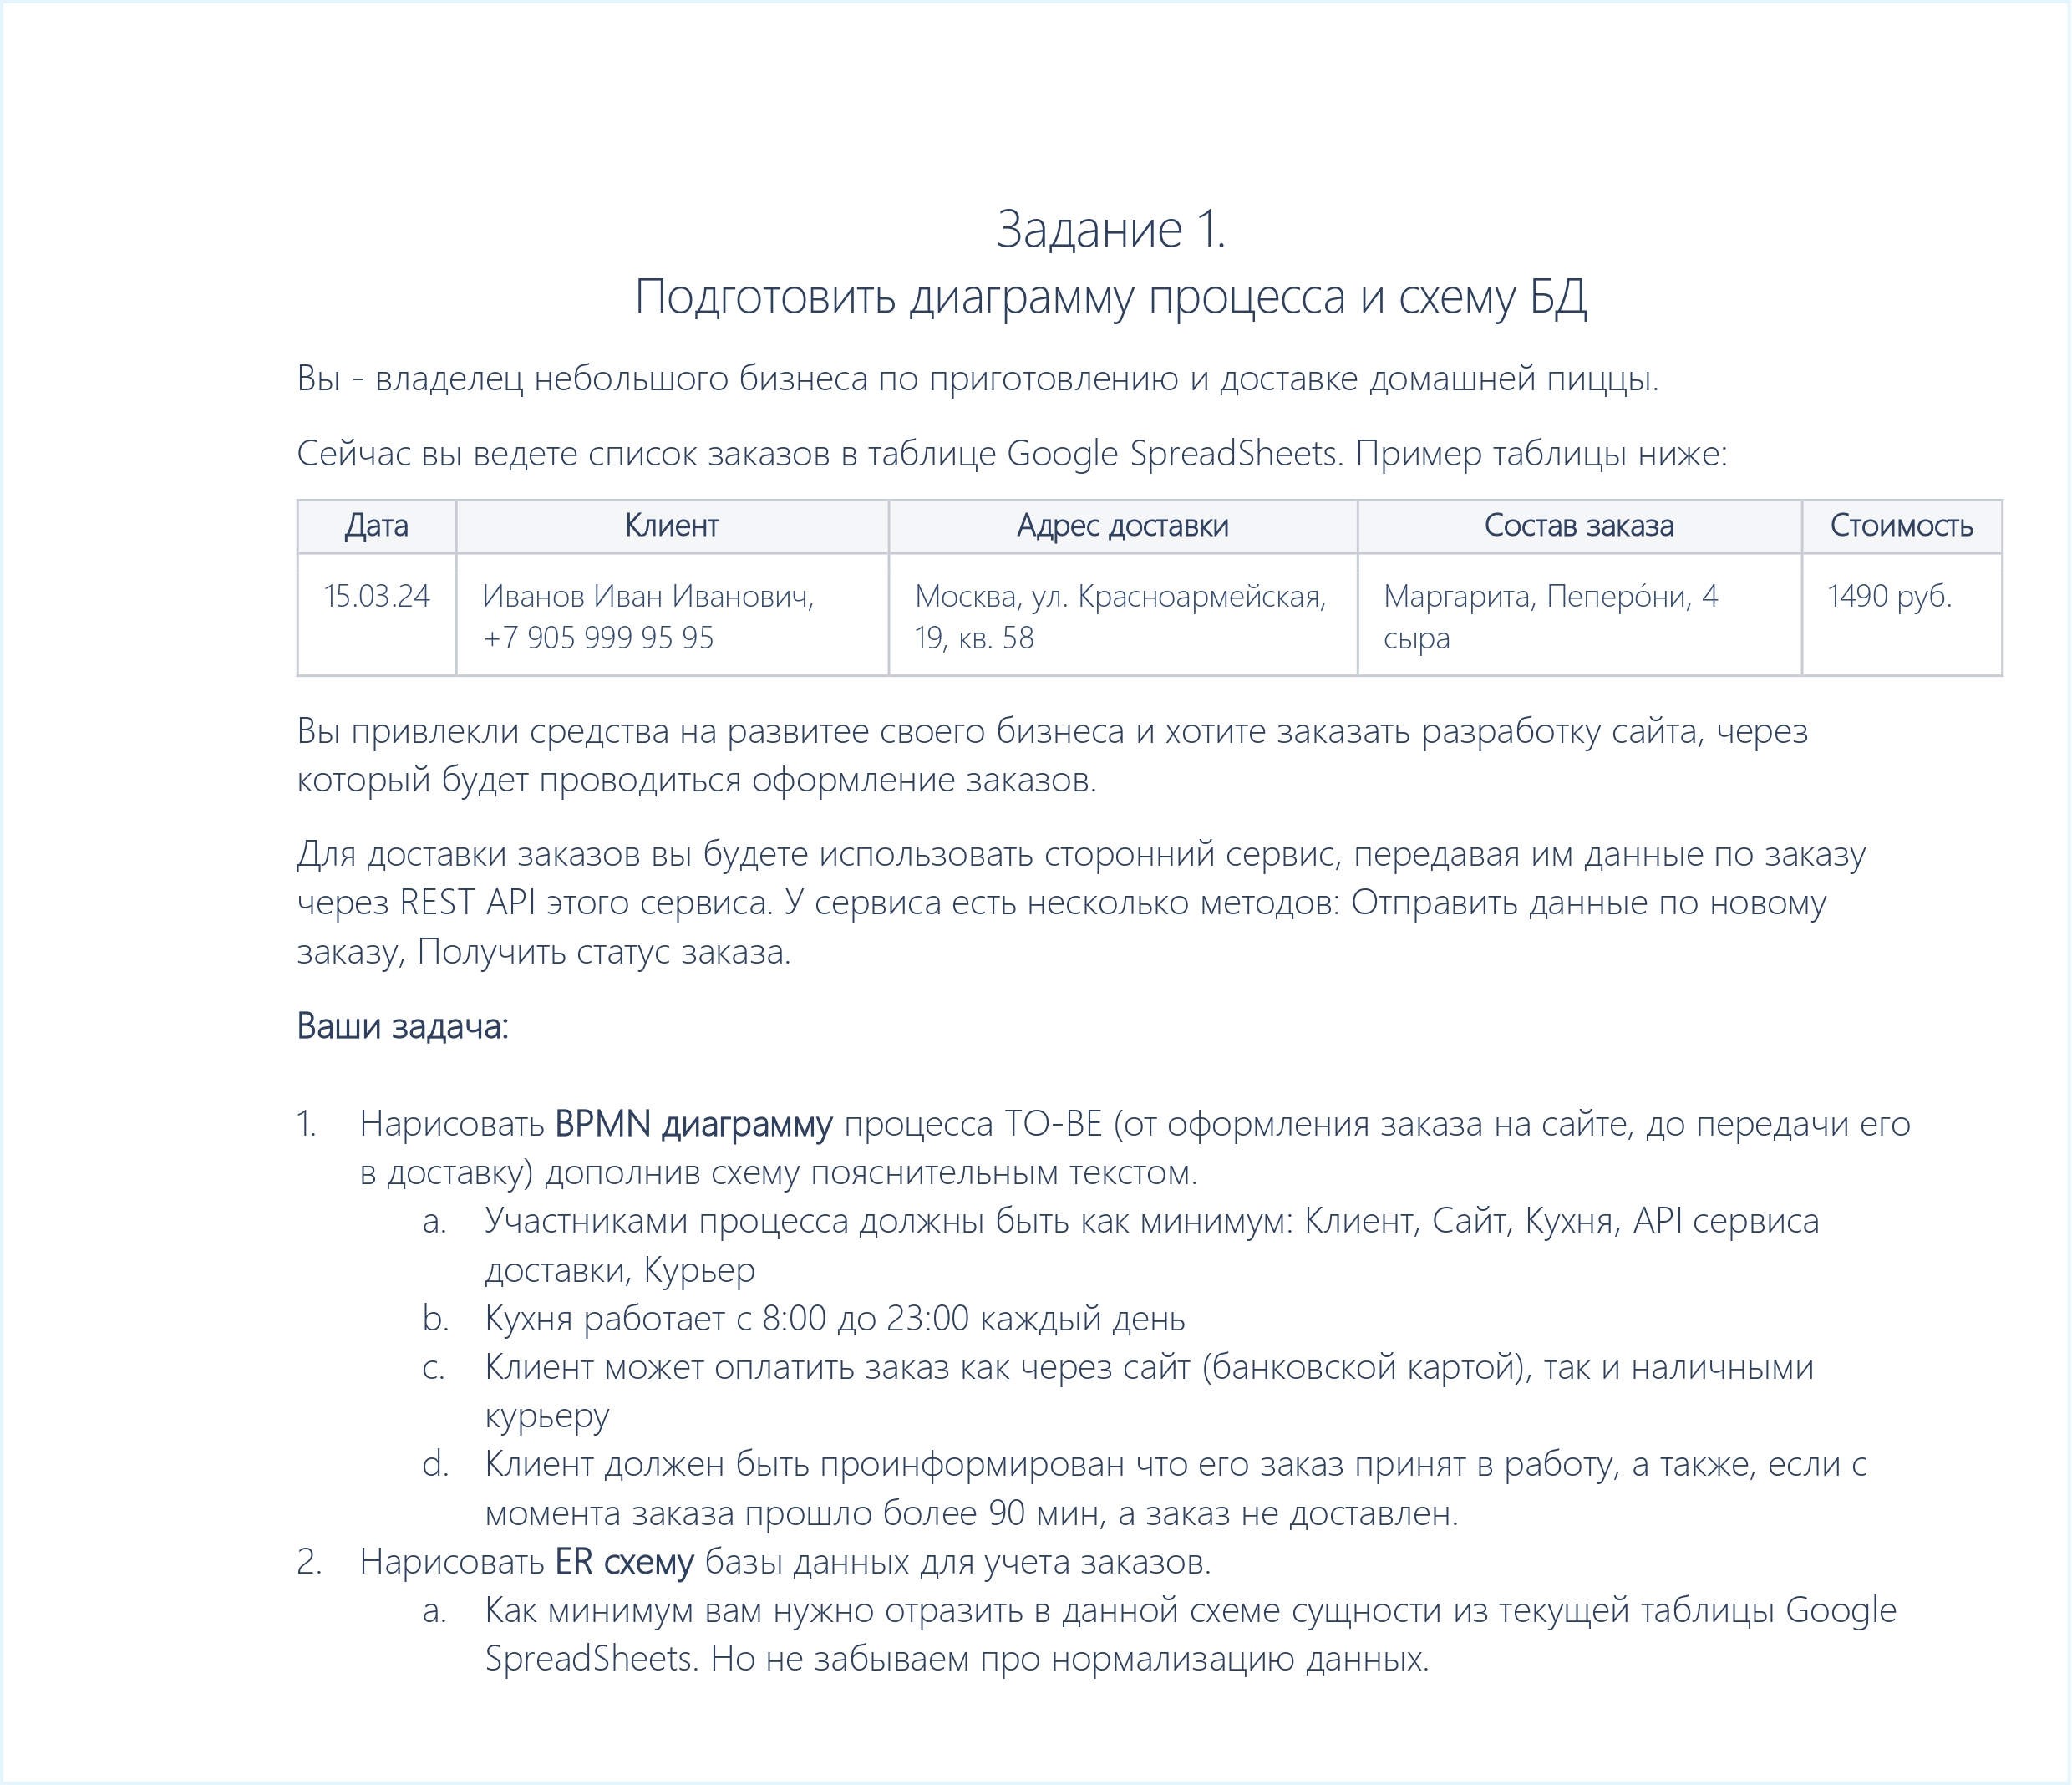 Задание 1.
Подготовить диаграмму процесса и схему БД
Вы - владелец небольшого бизнеса по приготовлению и доставке домашней пиццы.
Сейчас вы ведете список заказов в таблице Google SpreadSheets. Пример таблицы ниже:
Дата Клиент Адрес доставки Состав заказа Стоимость
15.03.24 Иванов Иван Иванович, Москва, ул. Красноармейская, Маргарита, Пеперо́ни, 4 1490 руб.
+7 905 999 95 95 19, кв. 58 сыра
Вы привлекли средства на развитее своего бизнеса и хотите заказать разработку сайта, через
который будет проводиться оформление заказов.
Для доставки заказов вы будете использовать сторонний сервис, передавая им данные по заказу
через REST API этого сервиса. У сервиса есть несколько методов: Отправить данные по новому
заказу, Получить статус заказа.
Ваши задача:
1. Нарисовать BPMN диаграмму процесса TO-BE (от оформления заказа на сайте, до передачи его
в доставку) дополнив схему пояснительным текстом.
a. Участниками процесса должны быть как минимум: Клиент, Сайт, Кухня, API сервиса
доставки, Курьер
b. Кухня работает с 8:00 до 23:00 каждый день
c. Клиент может оплатить заказ как через сайт (банковской картой), так и наличными
курьеру
d. Клиент должен быть проинформирован что его заказ принят в работу, а также, если с
момента заказа прошло более 90 мин, а заказ не доставлен.
2. Нарисовать ER схему базы данных для учета заказов.
a. Как минимум вам нужно отразить в данной схеме сущности из текущей таблицы Google
SpreadSheets. Но не забываем про нормализацию данных.